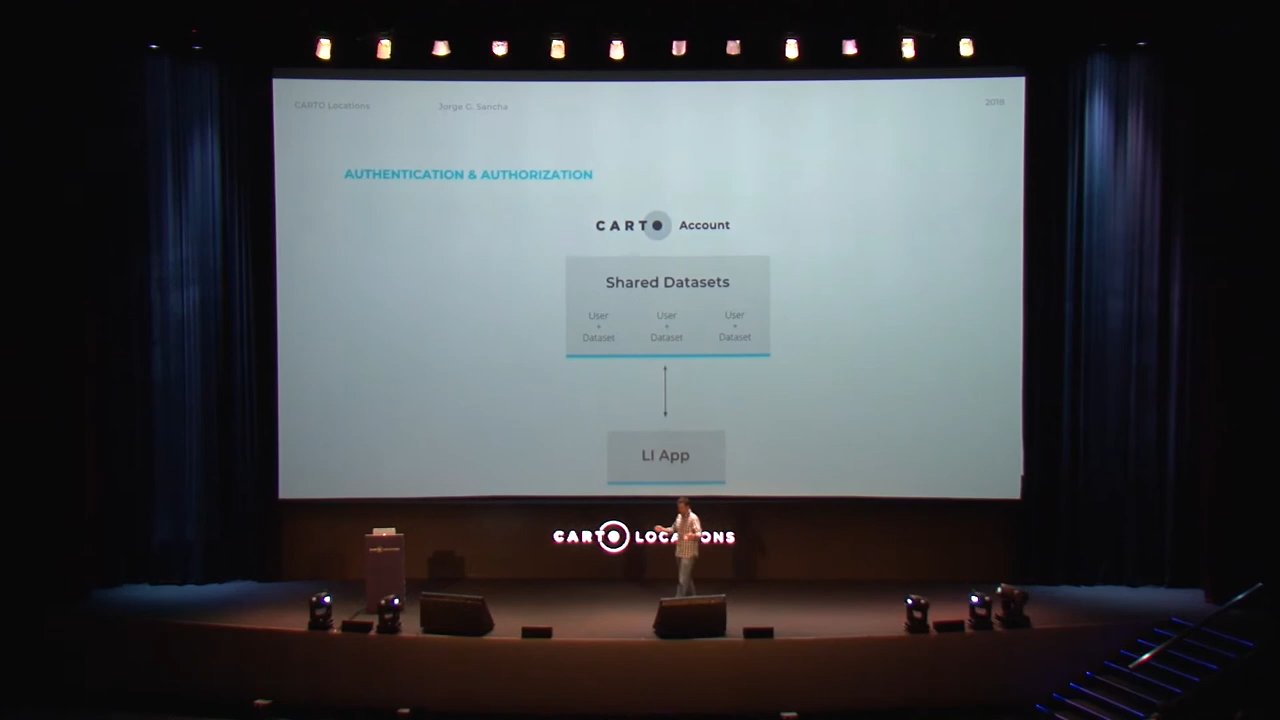 CARTO Locations
Jorge G. Sancha
2018
AUTHENTICATION & AUTHORIZATION
CARTO Account
Shared Datasets
User User User
+ + +
Dataset Dataset Dataset
LI App
CARTO LOCATIONS